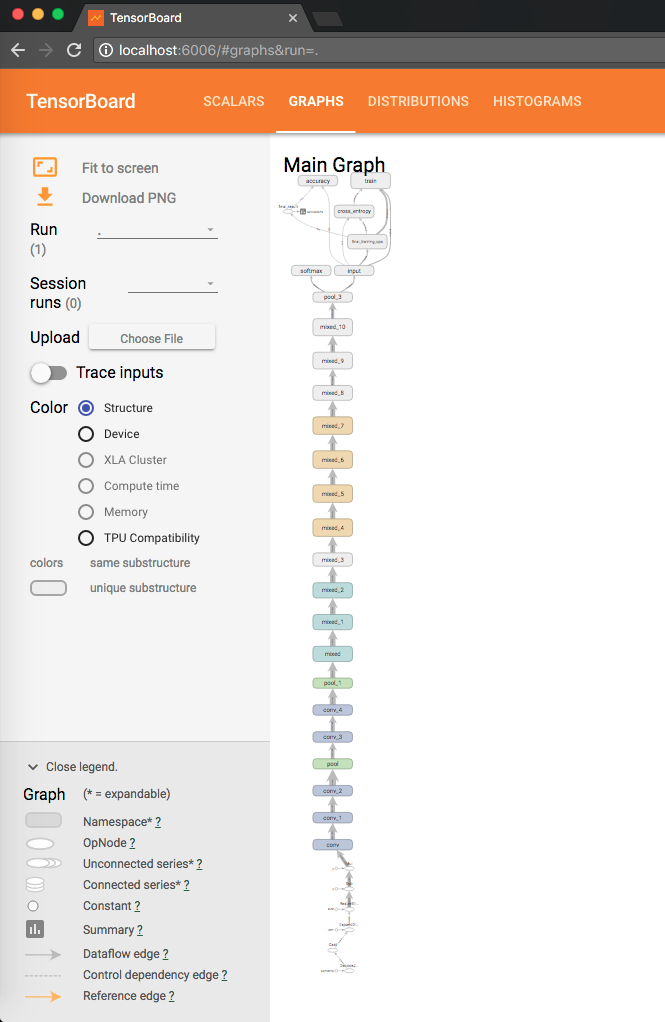 TensorBoard
localhost:6006/#graphs&run=.
TensorBoard
SCALARS
GRAPHS
DISTRIBUTIONS
HISTOGRAMS
Fit to screen
Download PNG
Run
(1)
.
Session
runs (0)
Upload
Choose File
Trace inputs
Color
Structure
Device
XLA Cluster
Compute time
Memory
TPU Compatibility
colors
same substructure
unique substructure
Close legend.
Graph
(* = expandable)
Namespace* ?
OpNode ?
Unconnected series* ?
Connected series* ?
Constant ?
Summary ?
Dataflow edge ?
Control dependency edge ?
Reference edge ?
Main Graph
accuracy
train
final_result
cross_entropy
final_training_ops
softmax
input
pool_3
mixed_10
mixed_9
mixed_8
mixed_7
mixed_6
mixed_5
mixed_4
mixed_3
mixed_2
mixed_1
mixed
pool_1
conv_4
conv_3
pool
conv_2
conv_1
conv
Cast